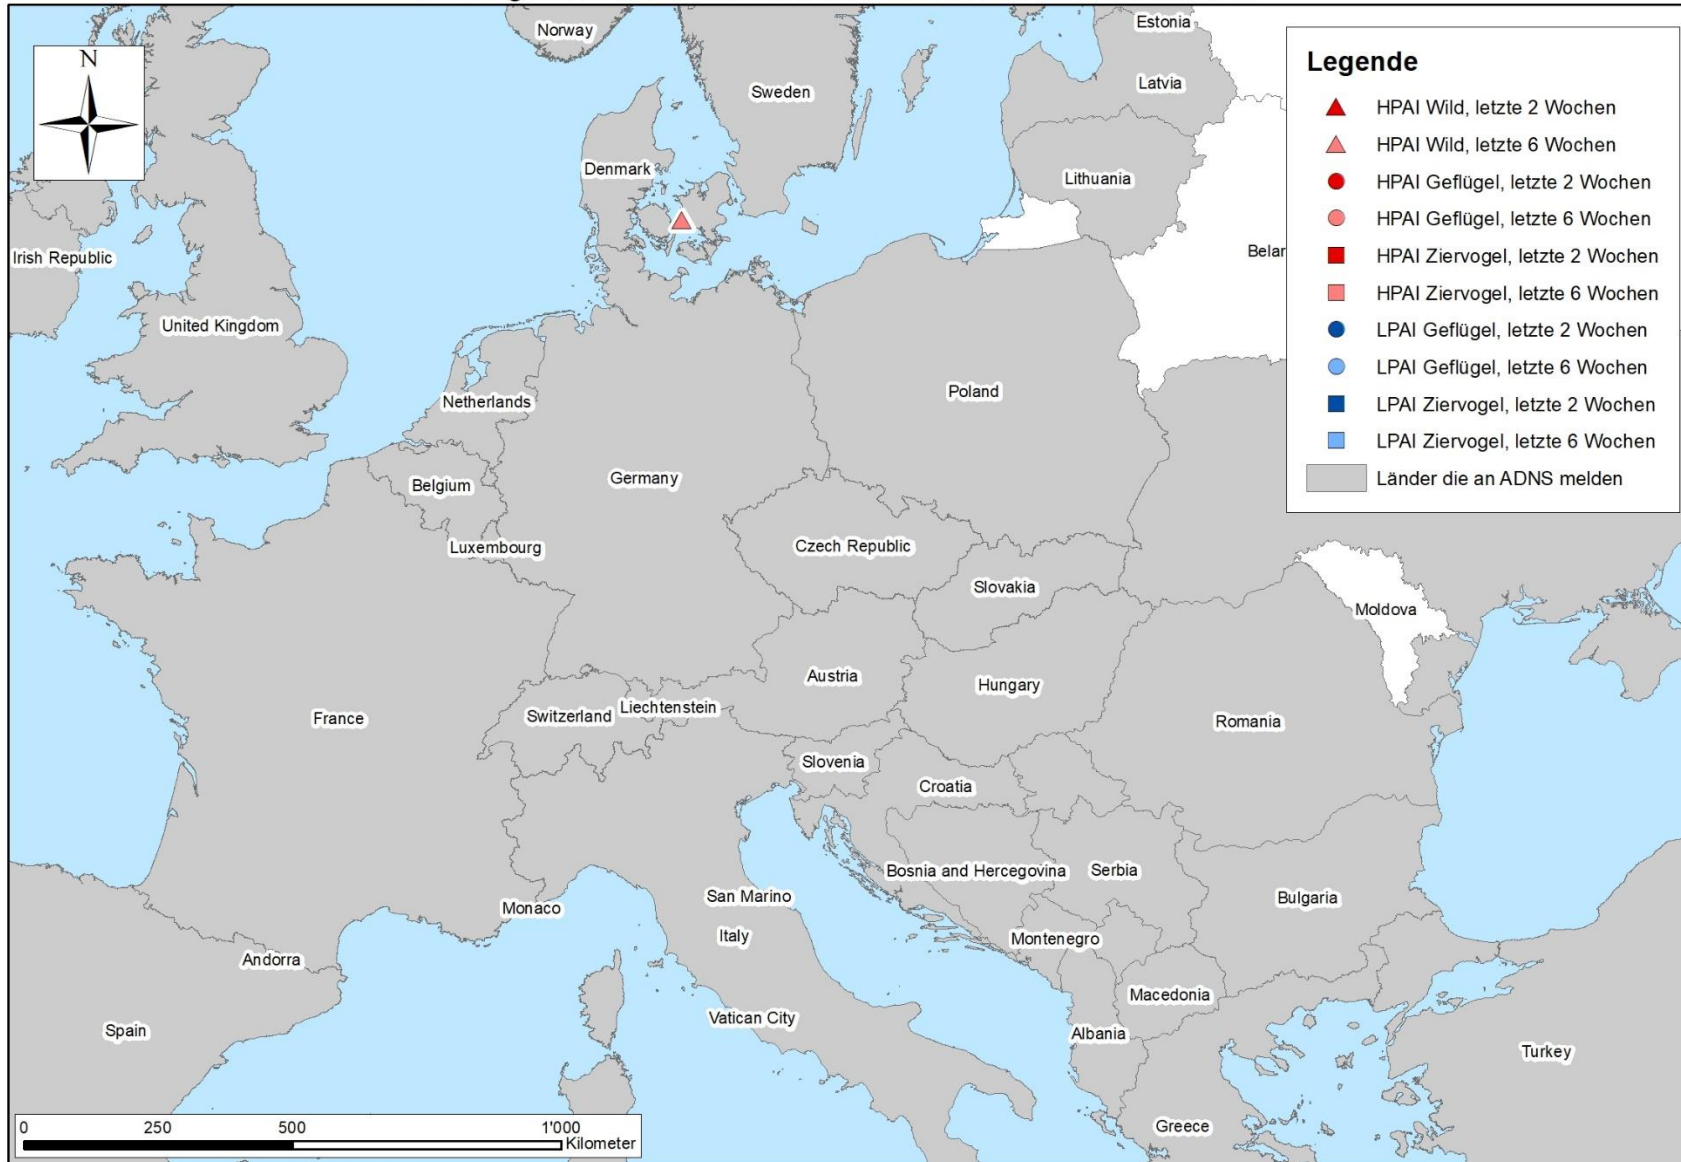 Norway
Estonia
N
Legende
Sweden
Latvia
HPAI Wild, letzte 2 Wochen
HPAI Wild, letzte 6 Wochen
Denmark
Lithuania
HPAI Geflügel, letzte 2 Wochen
HPAI Geflügel, letzte 6 Wochen
Irish Republic
Belar
HPAI Ziervogel, letzte 2 Wochen
HPAI Ziervogel, letzte 6 Wochen
United Kingdom
LPAI Geflügel, letzte 2 Wochen
LPAI Geflügel, letzte 6 Wochen
Netherlands
Poland
LPAI Ziervogel, letzte 2 Wochen
LPAI Ziervogel, letzte 6 Wochen
Belgium
Germany
Länder die an ADNS melden
Luxembourg
Czech Republic
Slovakia
Moldova
Austria
Hungary
France
Switzerland
Liechtenstein
Romania
Slovenia
Croatia
Bosnia and Hercegovina
Serbia
Bulgaria
Monaco
San Marino
Italy
Montenegro
Andorra
Macedonia
Spain
Vatican City
Albania
Turkey
Greece
0 250 500 1'000
Kilometer